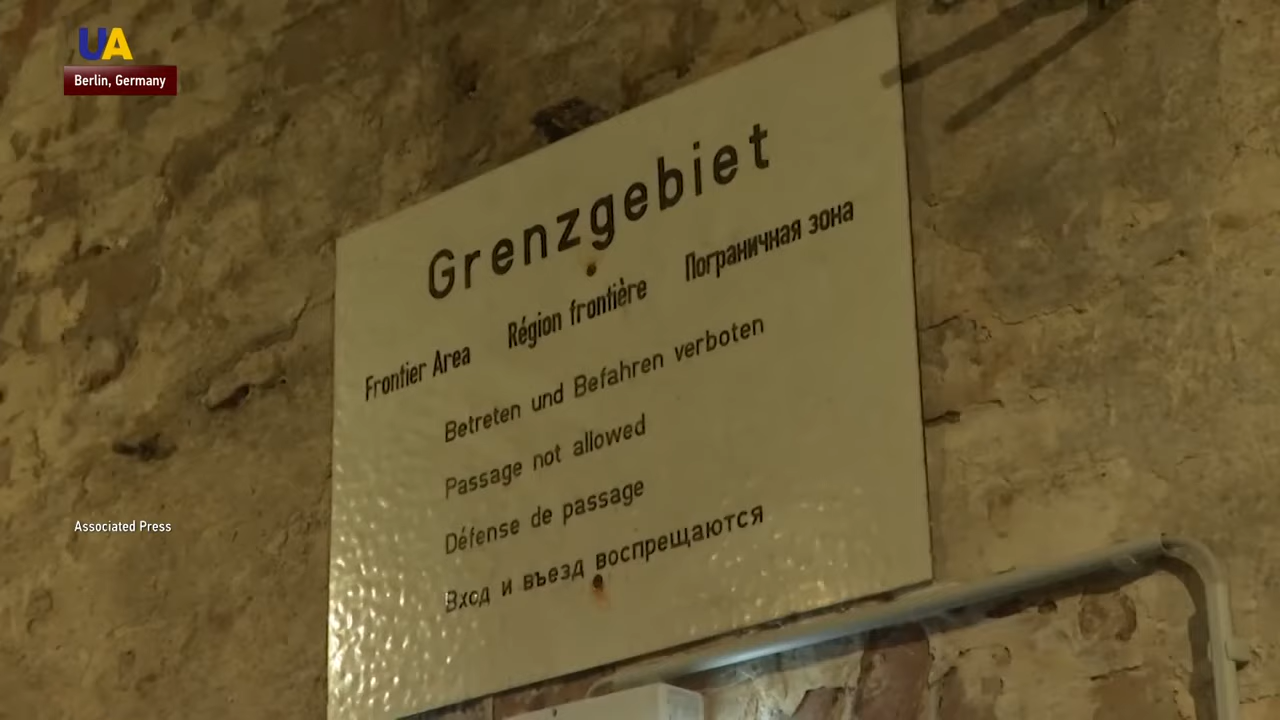 UA
Berlin, Germany
Grenzgebiet
Frontier Area Région frontière Пограничная зона
Betreten und Befahren verboten
Passage not allowed
Défense de passage
Вход и въезд воспрещаются
Associated Press